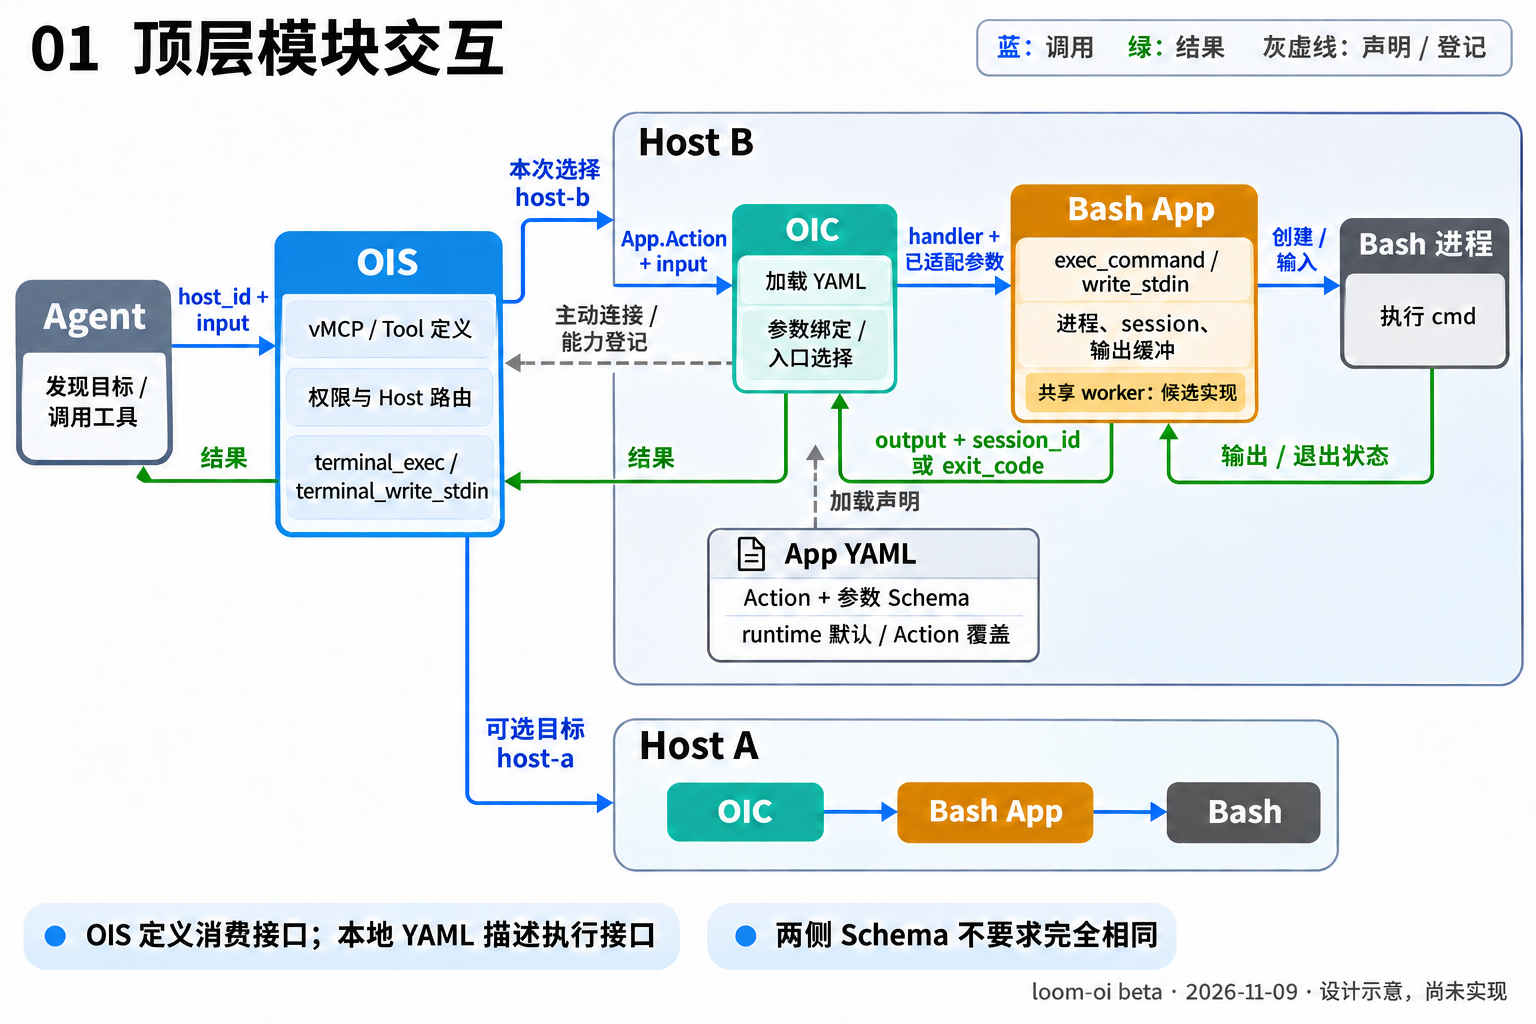 01 顶层模块交互
蓝：调用 绿：结果 灰虚线：声明 / 登记
Host B
本次选择
host-b
Agent
发现目标 /
调用工具
host_id +
input
结果
OIS
vMCP / Tool 定义
权限与 Host 路由
terminal_exec /
terminal_write_stdin
App.Action
+ input
主动连接 /
能力登记
结果
OIC
加载 YAML
参数绑定 /
入口选择
handler +
已适配参数
Bash App
exec_command /
write_stdin
进程、session、
输出缓冲
共享 worker：候选实现
创建 /
输入
Bash 进程
执行 cmd
output + session_id
或 exit_code
输出 / 退出状态
加载声明
App YAML
Action + 参数 Schema
runtime 默认 / Action 覆盖
可选目标
host-a
Host A
OIC
Bash App
Bash
OIS 定义消费接口；本地 YAML 描述执行接口
两侧 Schema 不要求完全相同
loom-oi beta · 2026-11-09 · 设计示意，尚未实现